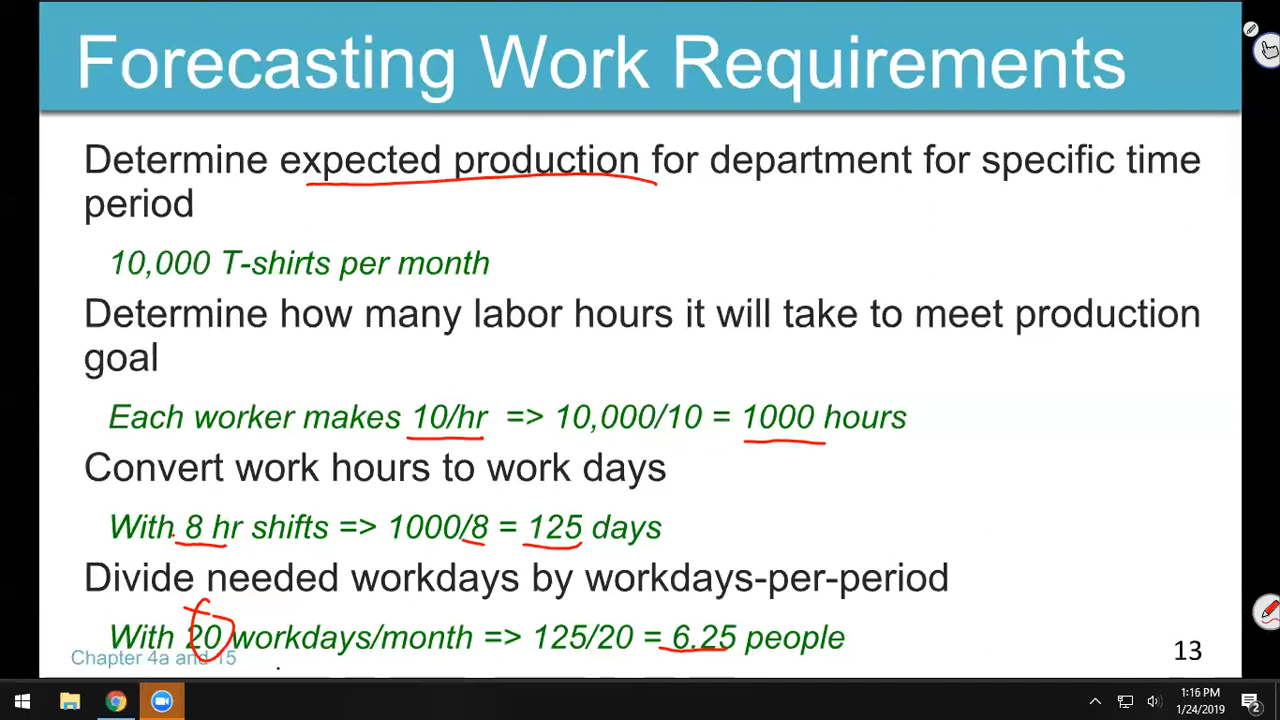 Forecasting Work Requirements
Determine expected production for department for specific time
period
10,000 T-shirts per month
Determine how many labor hours it will take to meet production
goal
Each worker makes 10/hr => 10,000/10 = 1000 hours
Convert work hours to work days
With 8 hr shifts => 1000/8 = 125 days
Divide needed workdays by workdays-per-period
With 20 workdays/month => 125/20 = 6.25 people
Chapter 4a and 15
13
1:16 PM
1/24/2019
2